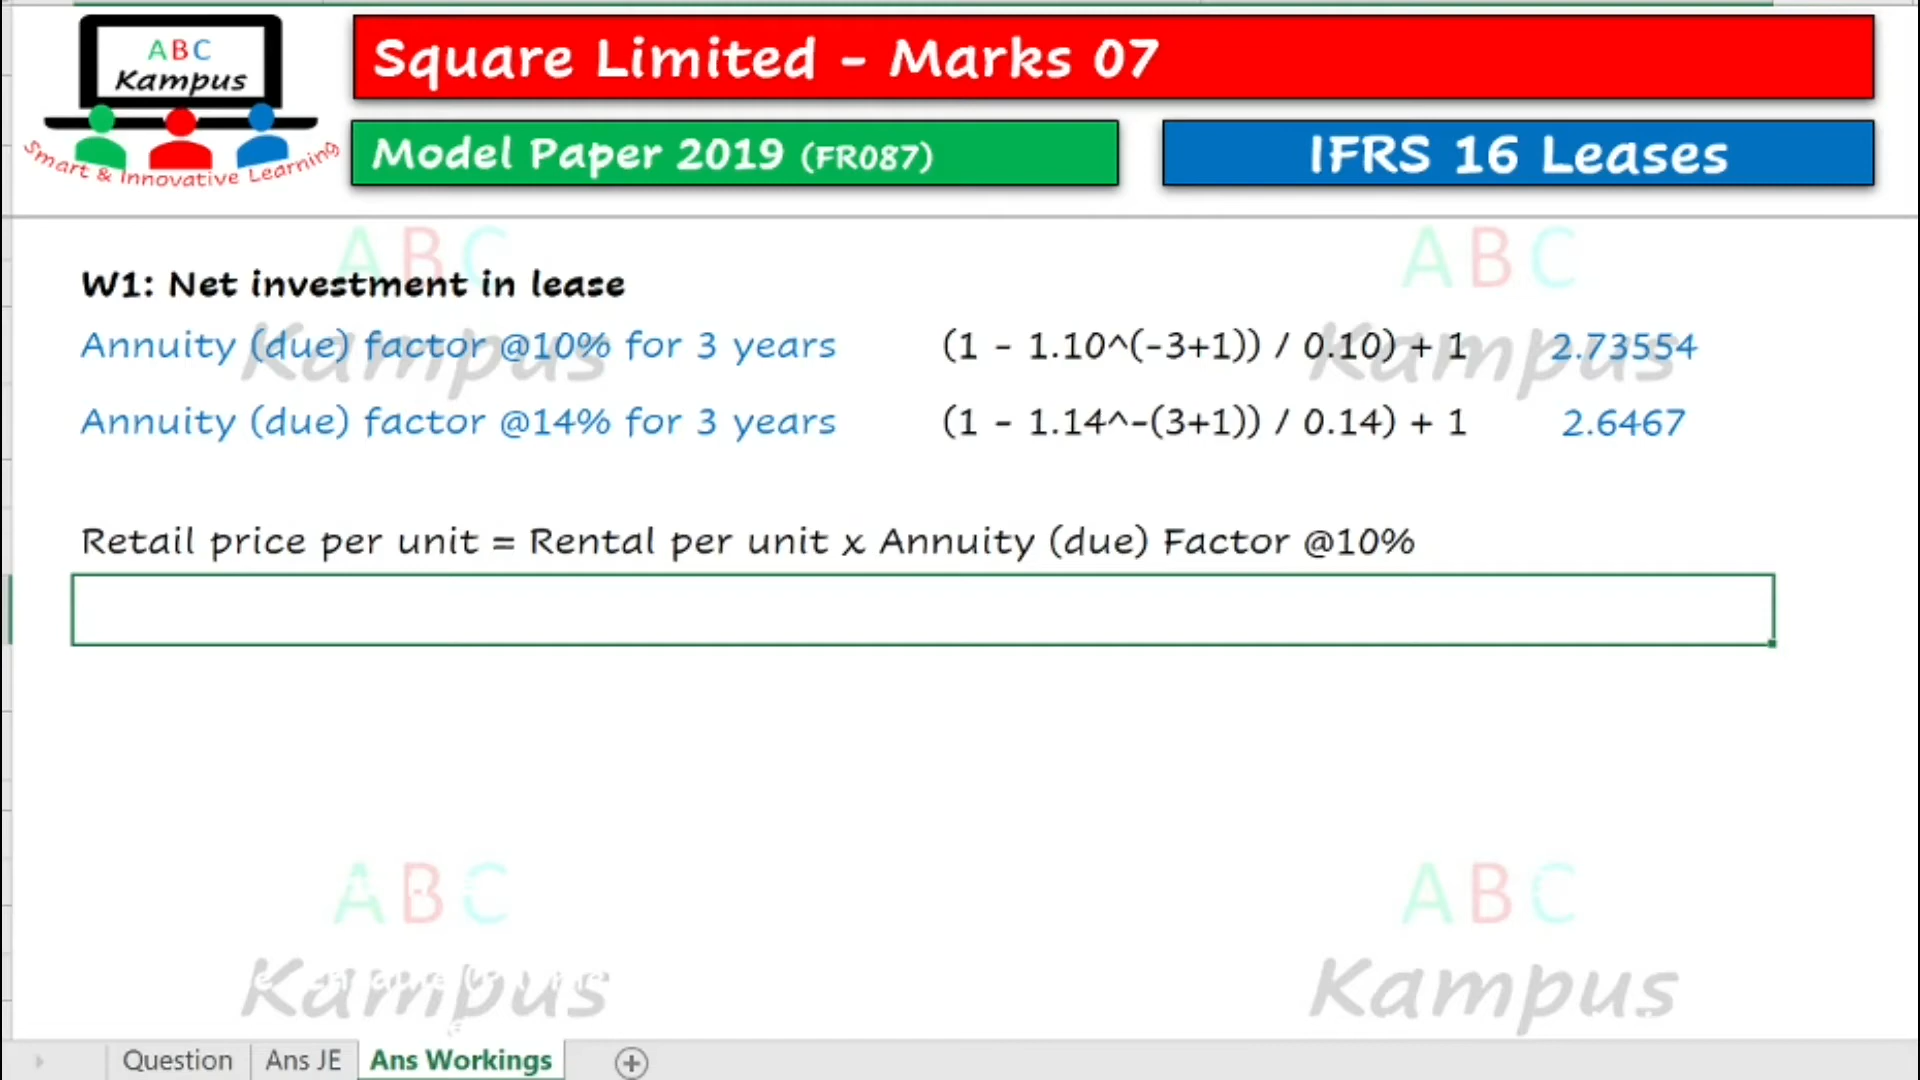 ABC
Kampus
Smart & Innovative Learning
Square Limited - Marks 07
Model Paper 2019 (FR087)
IFRS 16 Leases
ABC
Kampus
ABC
Kampus
W1: Net investment in lease
Annuity (due) factor @10% for 3 years (1 - 1.10^(-3+1)) / 0.10) + 1 2.73554
Annuity (due) factor @14% for 3 years (1 - 1.14^-(3+1)) / 0.14) + 1 2.6467
Retail price per unit = Rental per unit x Annuity (due) Factor @10%
ABC
Kampus
ABC
Kampus
Question Ans JE Ans Workings